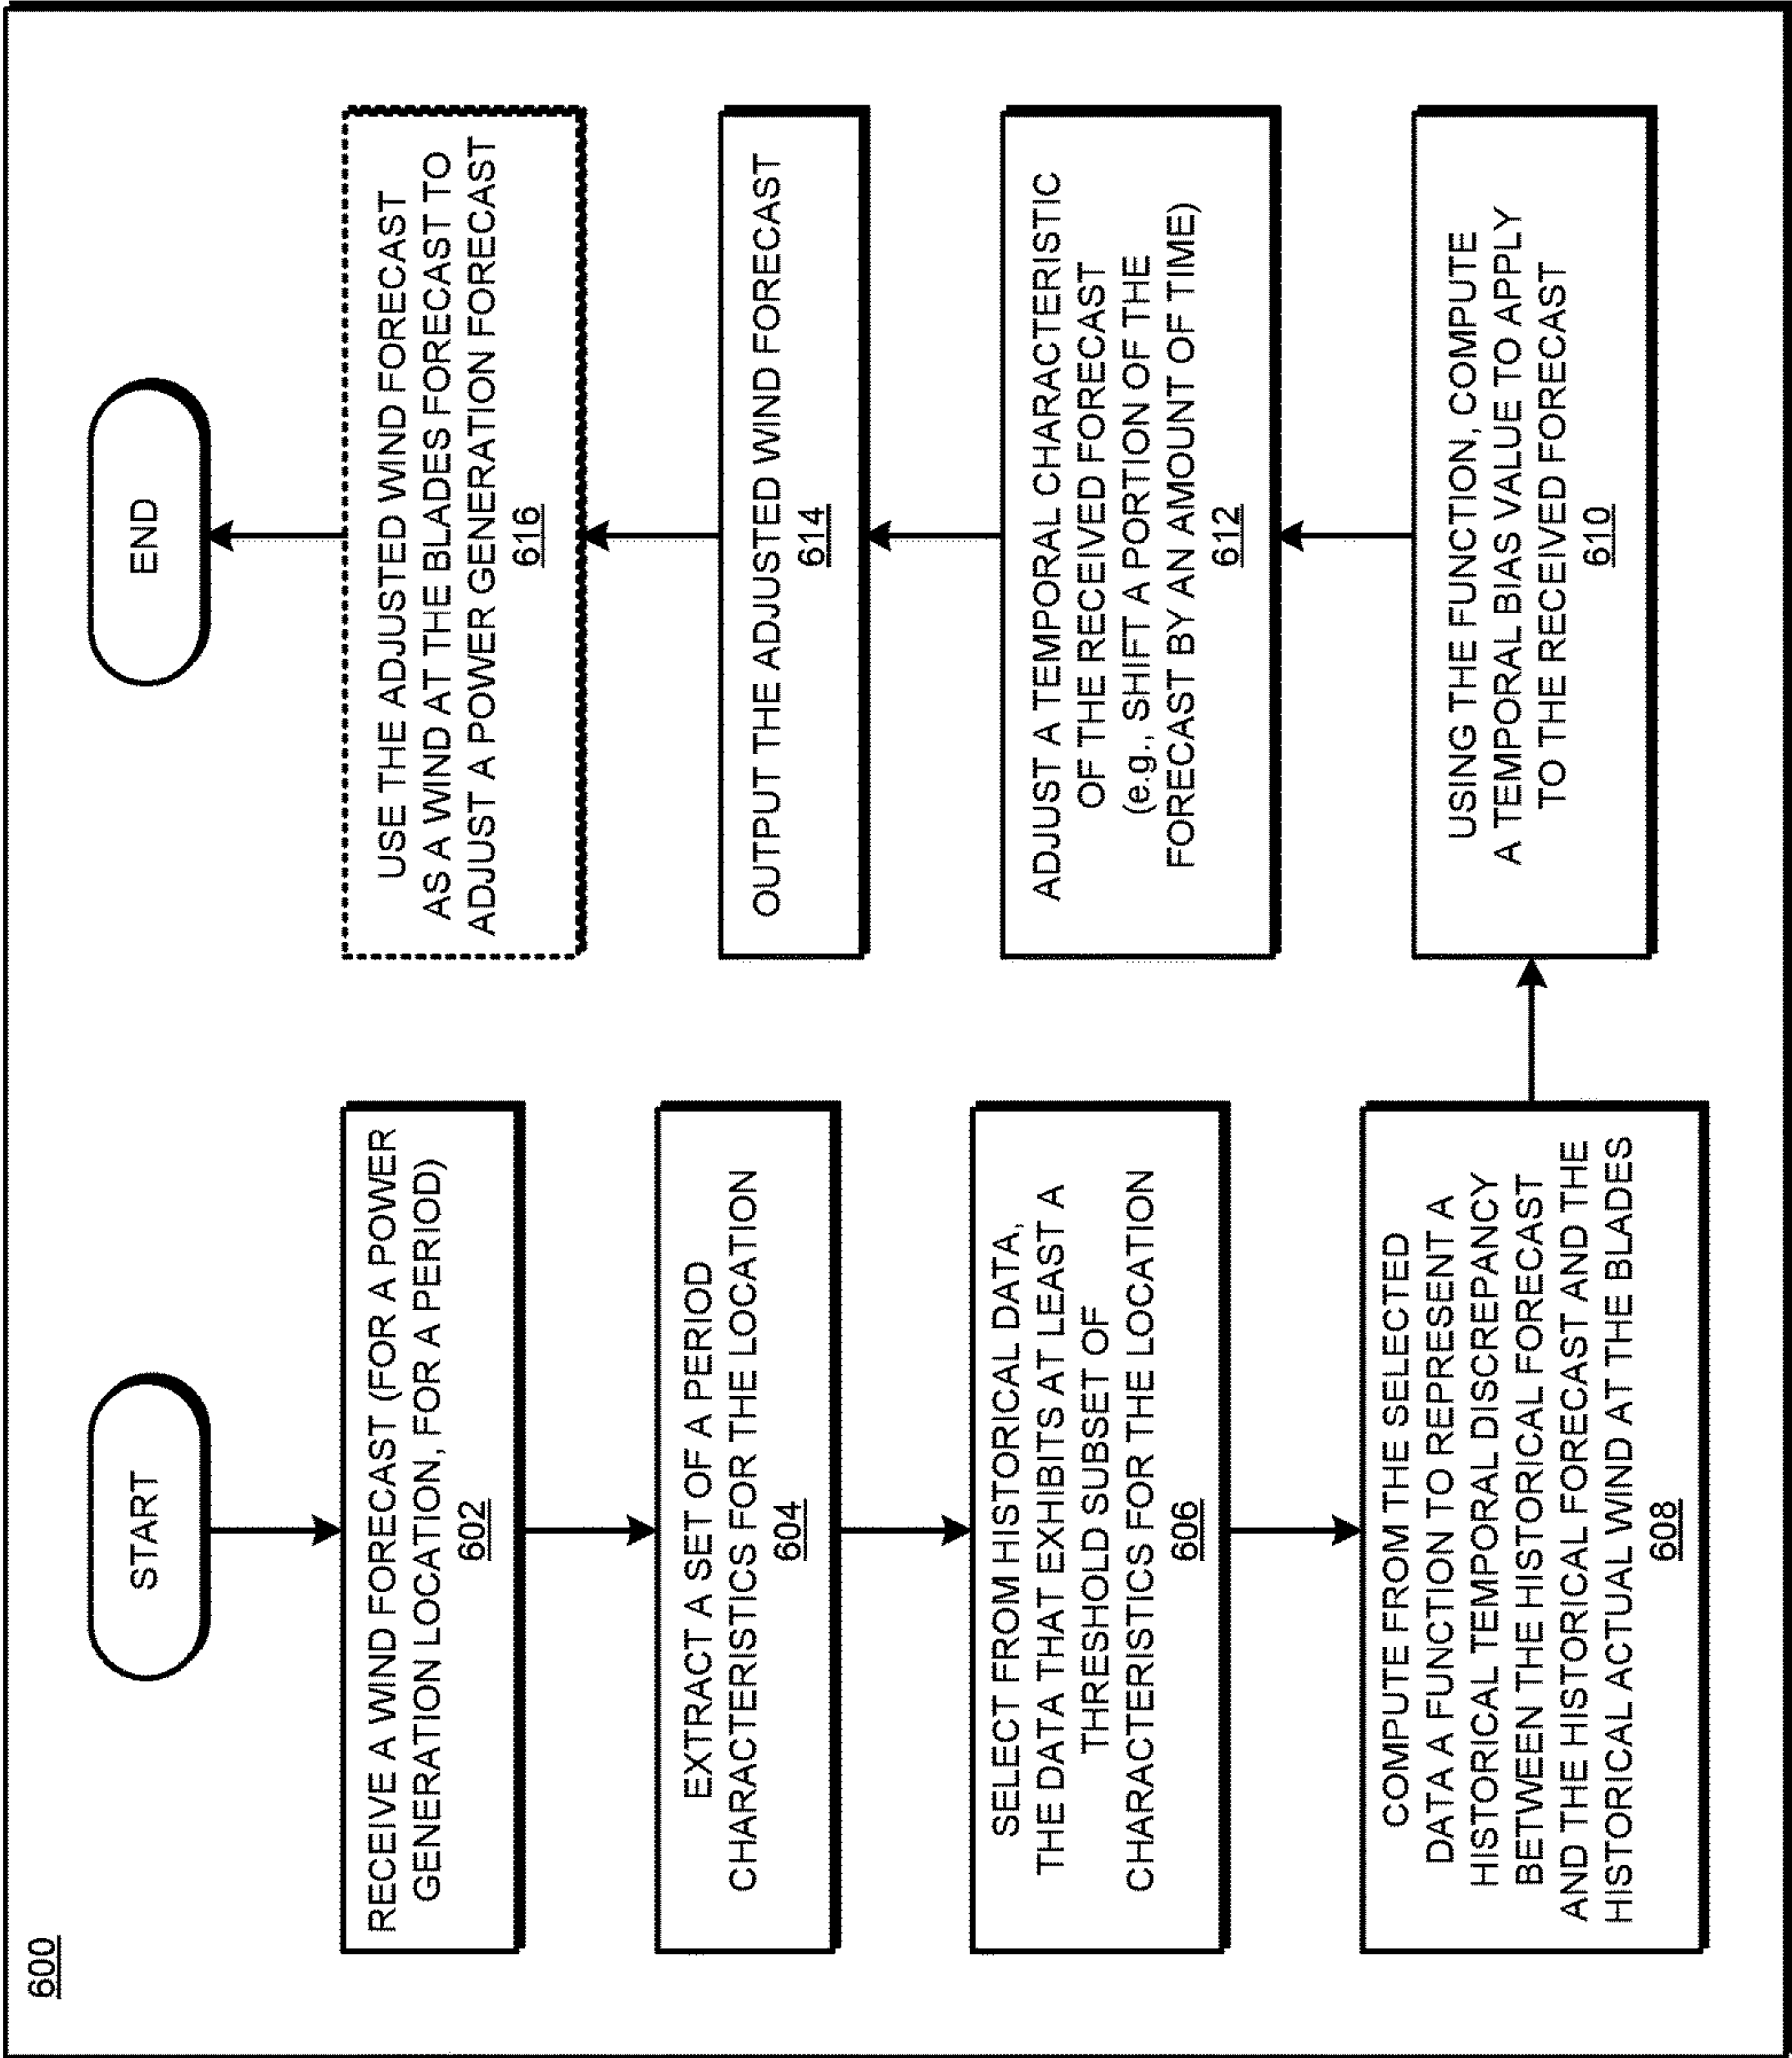 600
START
RECEIVE A WIND FORECAST (FOR A POWER
GENERATION LOCATION, FOR A PERIOD)
602
EXTRACT A SET OF A PERIOD
CHARACTERISTICS FOR THE LOCATION
604
SELECT FROM HISTORICAL DATA,
THE DATA THAT EXHIBITS AT LEAST A
THRESHOLD SUBSET OF
CHARACTERISTICS FOR THE LOCATION
606
COMPUTE FROM THE SELECTED
DATA A FUNCTION TO REPRESENT A
HISTORICAL TEMPORAL DISCREPANCY
BETWEEN THE HISTORICAL FORECAST
AND THE HISTORICAL FORECAST AND THE
HISTORICAL ACTUAL WIND AT THE BLADES
608
USING THE FUNCTION, COMPUTE
A TEMPORAL BIAS VALUE TO APPLY
TO THE RECEIVED FORECAST
610
ADJUST A TEMPORAL CHARACTERISTIC
OF THE RECEIVED FORECAST
(e.g., SHIFT A PORTION OF THE
FORECAST BY AN AMOUNT OF TIME)
612
OUTPUT THE ADJUSTED WIND FORECAST
614
USE THE ADJUSTED WIND FORECAST
AS A WIND AT THE BLADES FORECAST TO
ADJUST A POWER GENERATION FORECAST
616
END